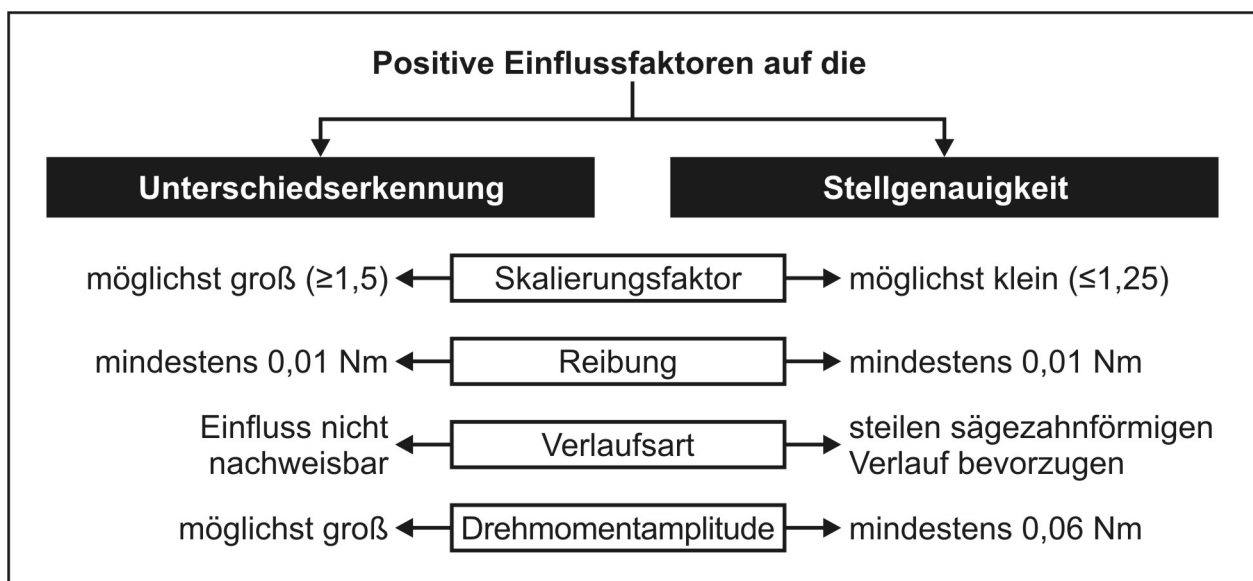 Positive Einflussfaktoren auf die
Unterschiedserkennung
Stellgenauigkeit
möglichst groß (≥1,5)
Skalierungsfaktor
möglichst klein (≤1,25)
mindestens 0,01 Nm
Reibung
mindestens 0,01 Nm
Einfluss nicht
nachweisbar
Verlaufsart
steilen sägezahnförmigen
Verlauf bevorzugen
möglichst groß
Drehmomentamplitude
mindestens 0,06 Nm